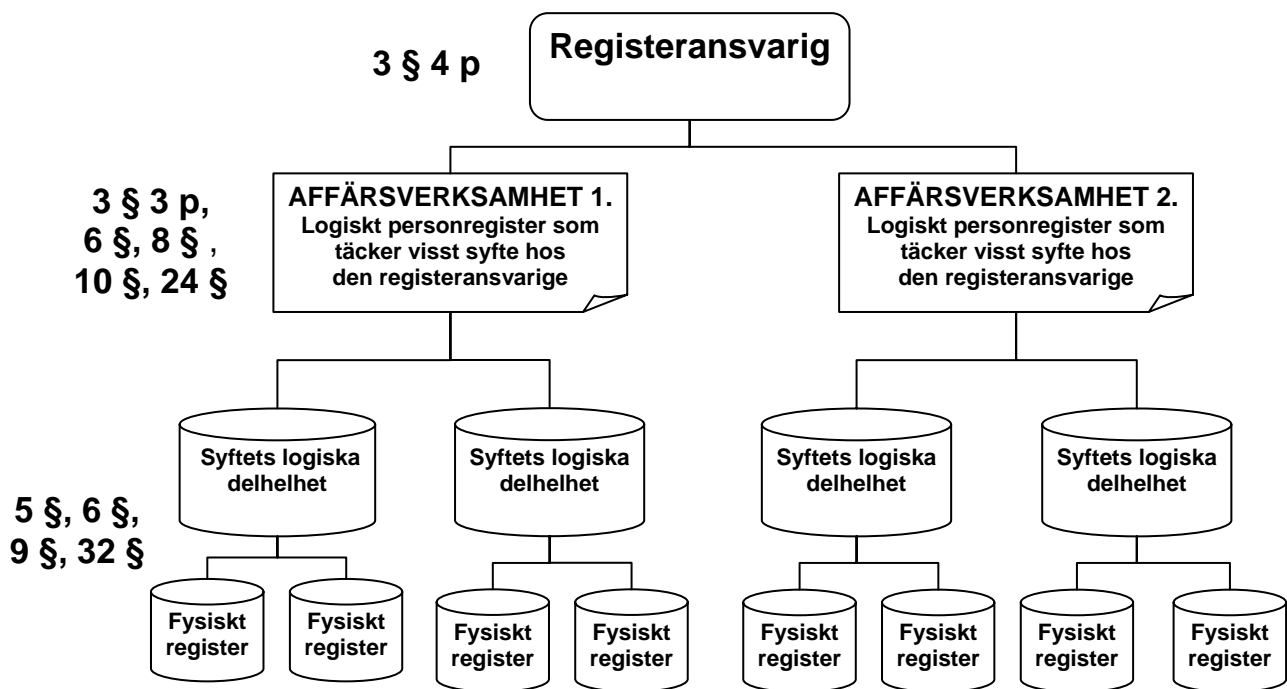 Registeransvarig
3 § 4 p
3 § 3 p,
6 §, 8 § ,
10 §, 24 §
AFFÄRSVERKSAMHET 1.
Logiskt personregister som
täcker visst syfte hos
den registeransvarige
AFFÄRSVERKSAMHET 2.
Logiskt personregister som
täcker visst syfte hos
den registeransvarige
Syftets logiska
delhelhet
Syftets logiska
delhelhet
Syftets logiska
delhelhet
Syftets logiska
delhelhet
5 §, 6 §,
9 §, 32 §
Fysiskt
register
Fysiskt
register
Fysiskt
register
Fysiskt
register
Fysiskt
register
Fysiskt
register
Fysiskt
register
Fysiskt
register